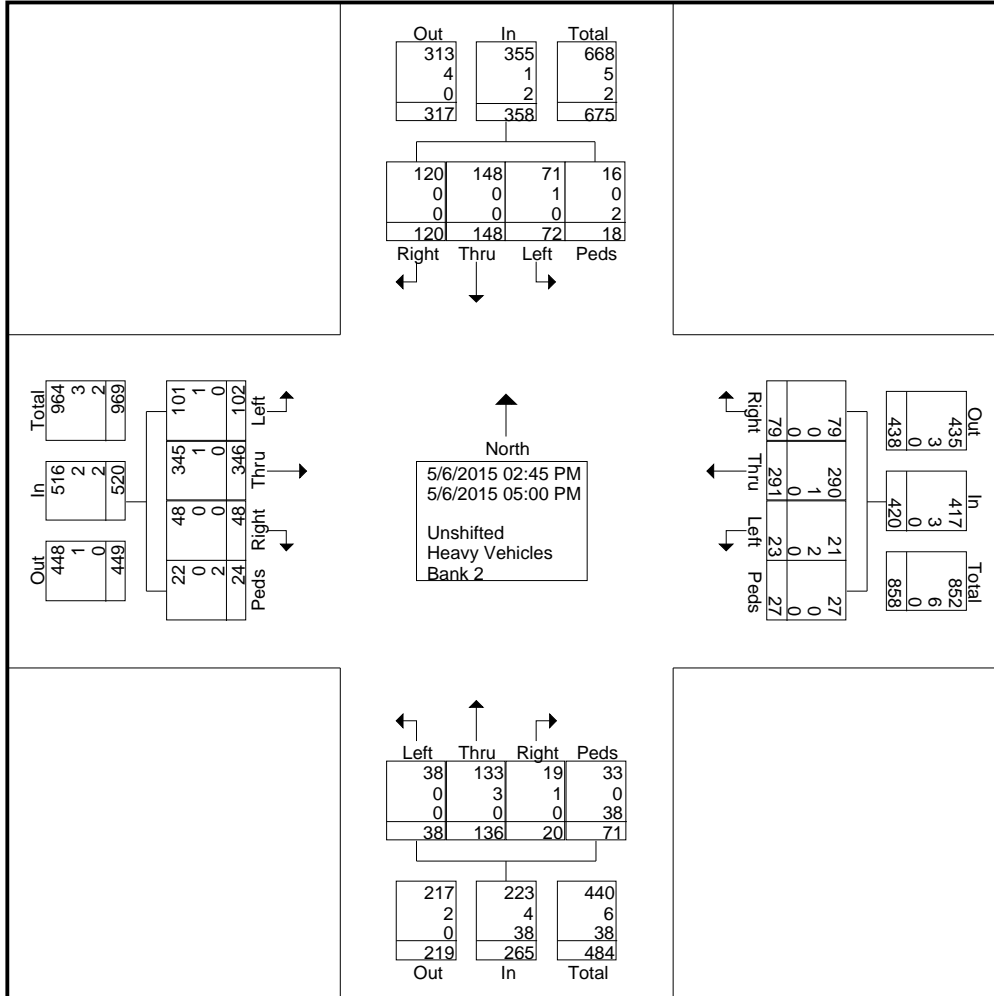 Out In Total
313 355 668
4 1 5
0 2 2
317 358 675
120 148 71 16
0 0 1 0
0 0 0 2
120 148 72 18
Right Thru Left Peds
Total
964
3
2
969
In
516
2
2
520
Out
448
1
0
449
101
1
0
102
Left
345
1
0
346
Thru
48
0
0
48
Right
22
0
2
24
Peds
North
5/6/2015 02:45 PM
5/6/2015 05:00 PM
Unshifted
Heavy Vehicles
Bank 2
Right
79
0
0
79
Thru
290
1
0
291
Left
21
2
0
23
Peds
27
0
0
27
Out
435
3
0
438
In
417
3
0
420
Total
852
6
0
858
Left Thru Right Peds
38 133 19 33
0 3 1 0
0 0 0 38
38 136 20 71
217 223 440
2 4 6
0 38 38
219 265 484
Out In Total